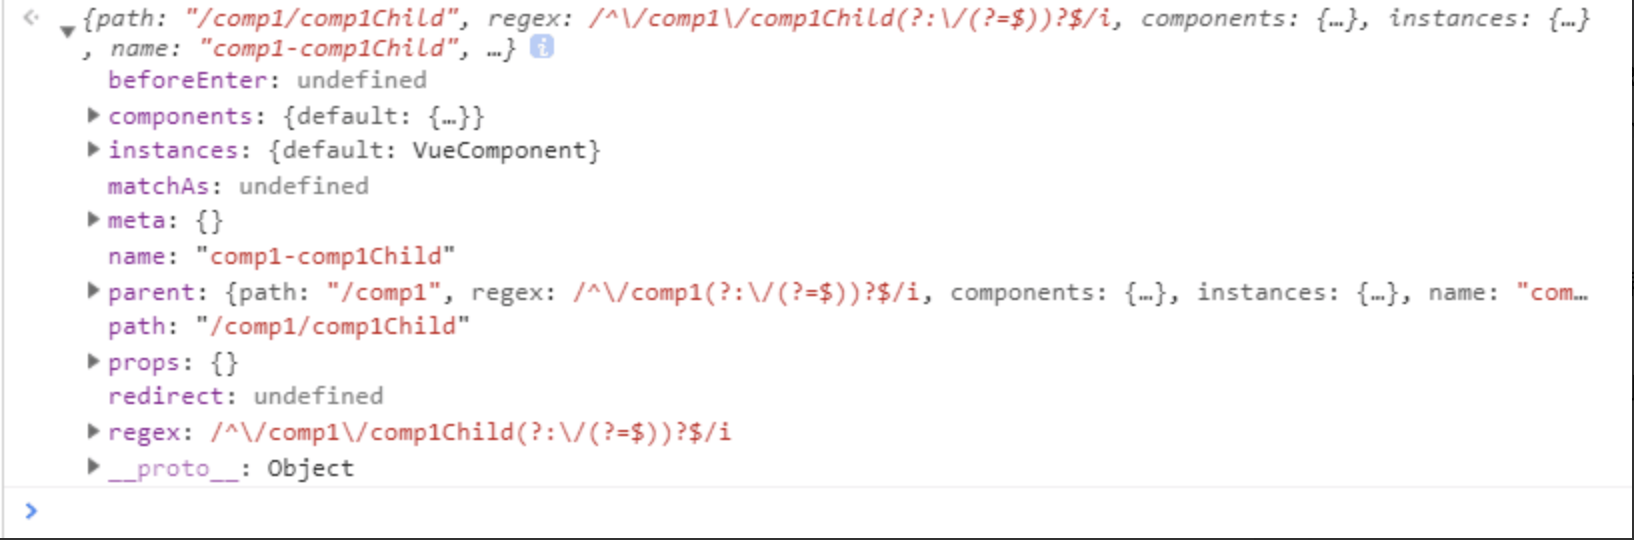 {path: "/comp1/comp1Child", regex: /^\/comp1\/comp1Child(?:\/(?=$))?$/i, components: {…}, instances: {…}
, name: "comp1-comp1Child", …} i
beforeEnter: undefined
components: {default: {…}}
instances: {default: VueComponent}
matchAs: undefined
meta: {}
name: "comp1-comp1Child"
parent: {path: "/comp1", regex: /^\/comp1(?:\/(?=$))?$/i, components: {…}, instances: {…}, name: "com…
path: "/comp1/comp1Child"
props: {}
redirect: undefined
regex: /^\/comp1\/comp1Child(?:\/(?=$))?$/i
__proto__: Object